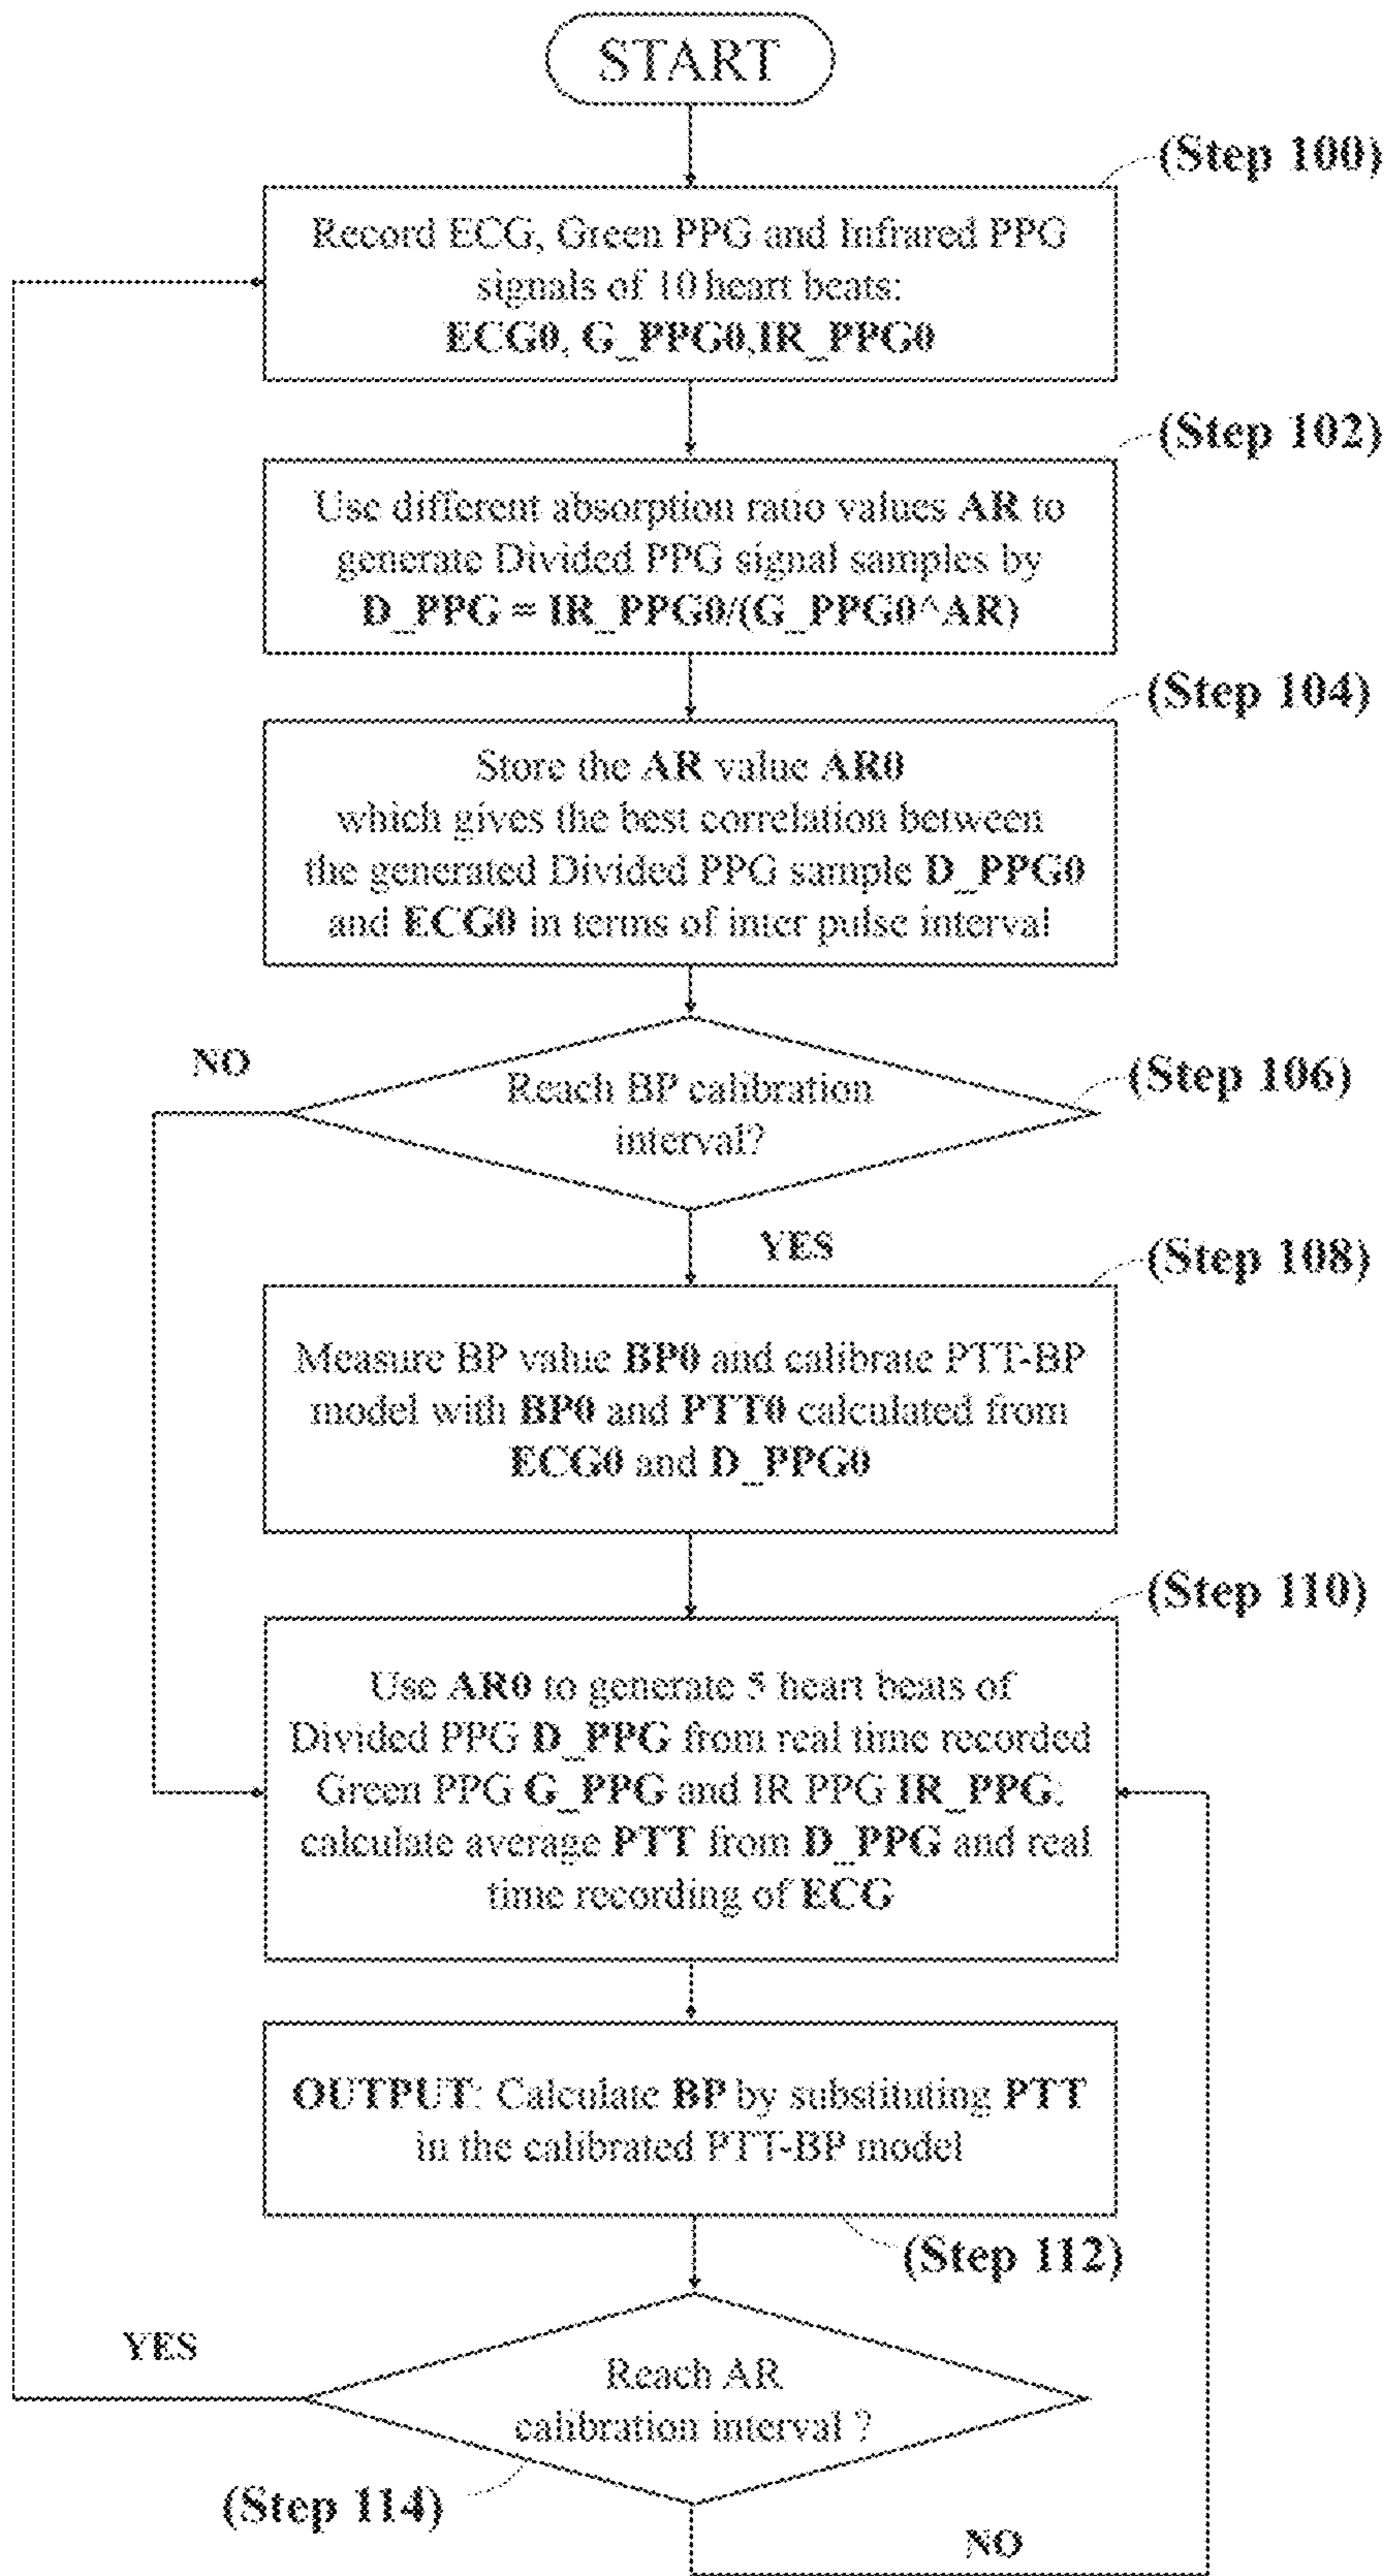 START
(Step 100)
Record ECG, Green PPG and Infrared PPG
signals of 10 heart beats:
ECG0, G_PPG0,IR_PPG0
(Step 102)
Use different absorption ratio values AR to
generate Divided PPG signal samples by
D_PPG = IR_PPG0/(G_PPG0^AR)
(Step 104)
Store the AR value AR0
which gives the best correlation between
the generated Divided PPG sample D_PPG0
and ECG0 in terms of inter pulse interval
NO
(Step 106)
Reach BP calibration
interval?
YES
(Step 108)
Measure BP value BP0 and calibrate PTT-BP
model with BP0 and PTT0 calculated from
ECG0 and D_PPG0
(Step 110)
Use AR0 to generate 5 heart beats of
Divided PPG D_PPG from real time recorded
Green PPG G_PPG and IR PPG IR_PPG;
calculate average PTT from D_PPG and real
time recording of ECG
OUTPUT: Calculate BP by substituting PTT
in the calibrated PTT-BP model
(Step 112)
YES
Reach AR
calibration interval ?
(Step 114)
NO